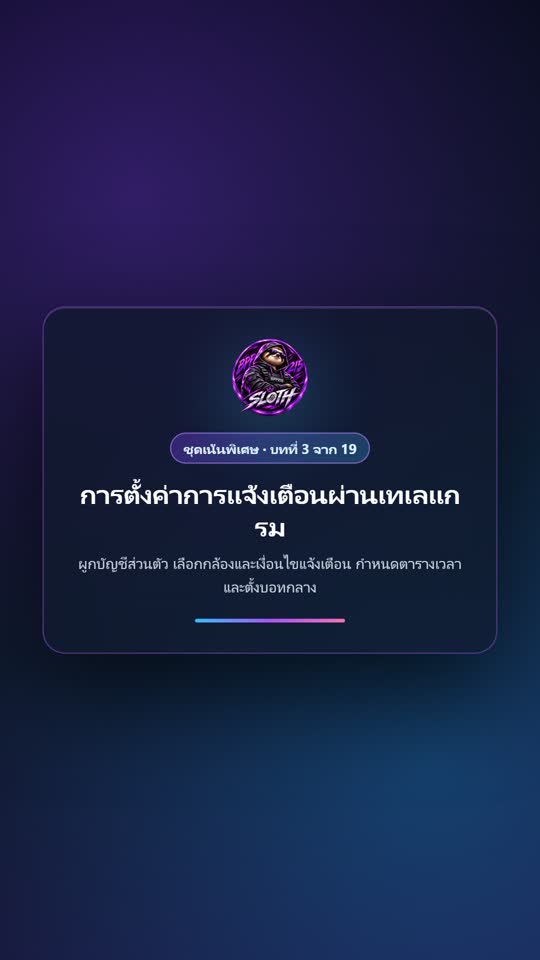 SLOTH
ชุดเน้นพิเศษ · บทที่ 3 จาก 19
การตั้งค่าการแจ้งเตือนผ่านเทเลแก
รม
ผูกบัญชีส่วนตัว เลือกกล้องและเงื่อนไขแจ้งเตือน กำหนดตารางเวลา
และตั้งบอทกลาง